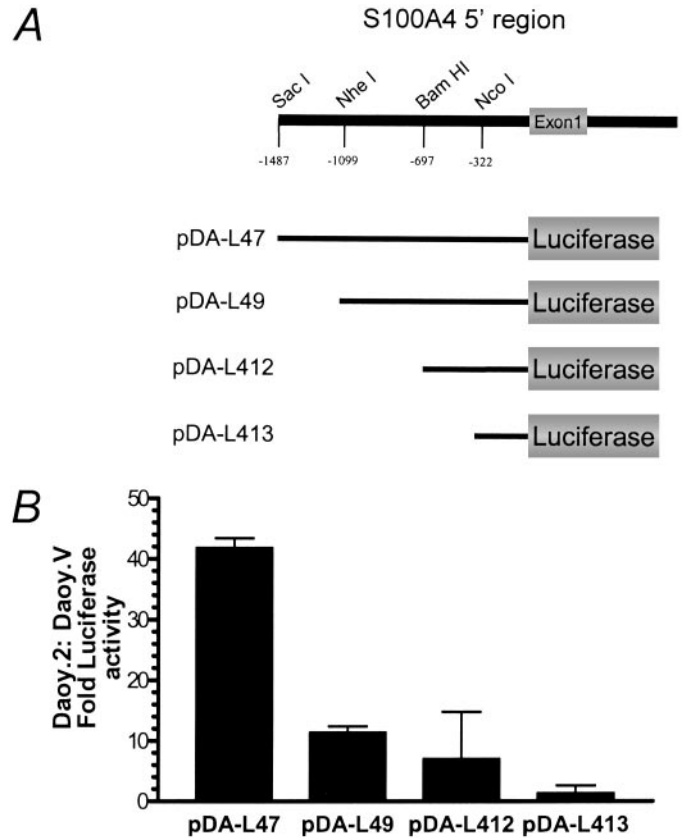 A
S100A4 5' region
Sac I
Nhe I
Bam HI
Nco I
Exon1
-1487
-1099
-697
-322
pDA-L47
Luciferase
pDA-L49
Luciferase
pDA-L412
Luciferase
pDA-L413
Luciferase
B
Daoy.2: Daoy.V
Fold Luciferase
activity
50
40
30
20
10
0
pDA-L47
pDA-L49
pDA-L412
pDA-L413